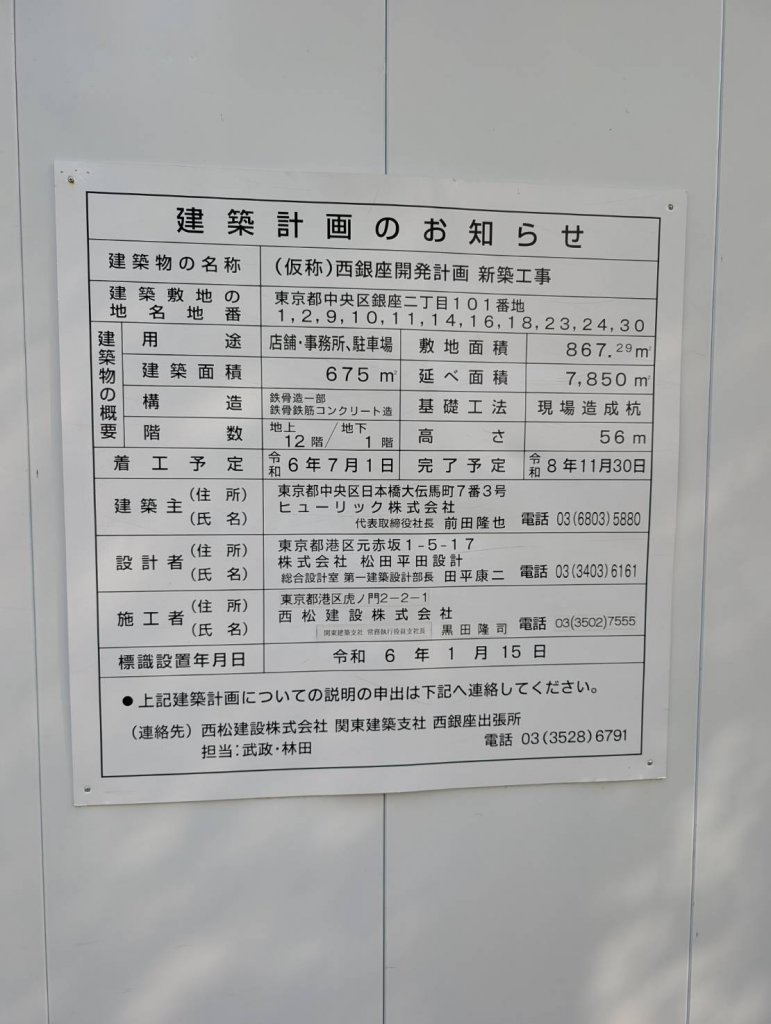 建築計画のお知らせ
建築物の名称 (仮称)西銀座開発計画 新築工事
建築敷地の地名地番 東京都中央区銀座二丁目101番地
1,2,9,10,11,14,16,18,23,24,30
建築物の概要
用途 店舗・事務所、駐車場 敷地面積 867.29㎡
建築面積 675㎡ 延べ面積 7,850㎡
構造 鉄骨造一部
鉄骨鉄筋コンクリート造 基礎工法 現場造成杭
階数 地上12階/地下1階 高さ 56m
着工予定 令和6年7月1日 完了予定 令和8年11月30日
建築主(住所)(氏名) 東京都中央区日本橋大伝馬町7番3号
ヒューリック株式会社
代表取締役社長 前田隆也 電話 03(6803)5880
設計者(住所)(氏名) 東京都港区元赤坂1-5-17
株式会社 松田平田設計
総合設計室 第一建築設計部長 田平康二 電話 03(3403)6161
施工者(住所)(氏名) 東京都港区虎ノ門2-2-1
西松建設株式会社
関東建築支社 常務執行役員支社長 黒田隆司 電話 03(3502)7555
標識設置年月日 令和 6 年 1 月 15 日
●上記建築計画についての説明の申出は下記へ連絡してください。
(連絡先) 西松建設株式会社 関東建築支社 西銀座出張所
担当:武政・林田 電話 03(3528)6791